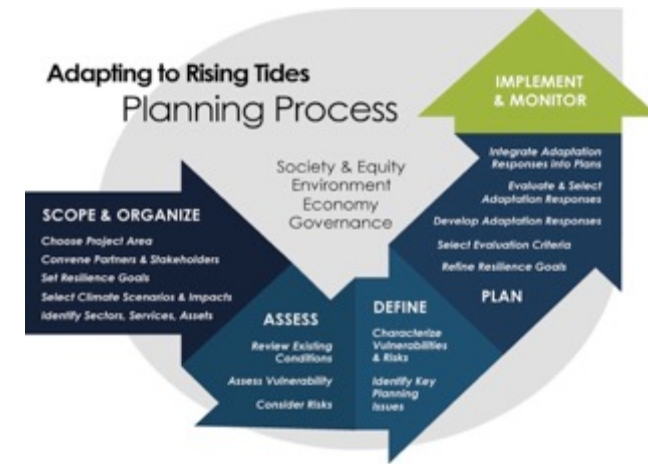 Adapting to Rising Tides
Planning Process
Society & Equity
Environment
Economy
Governance
SCOPE & ORGANIZE
Choose Project Area
Convene Partners & Stakeholders
Set Resilience Goals
Select Climate Scenarios & Impacts
Identify Sectors, Services, Assets
ASSESS
Review Existing
Conditions
Assess Vulnerability
Consider Risks
DEFINE
Characterize
Vulnerabilities
& Risks
Identify Key
Planning
Issues
PLAN
Refine Resilience Goals
Select Evaluation Criteria
Develop Adaptation Responses
Evaluate & Select
Adaptation Responses
Integrate Adaptation
Responses into Plans
IMPLEMENT
& MONITOR